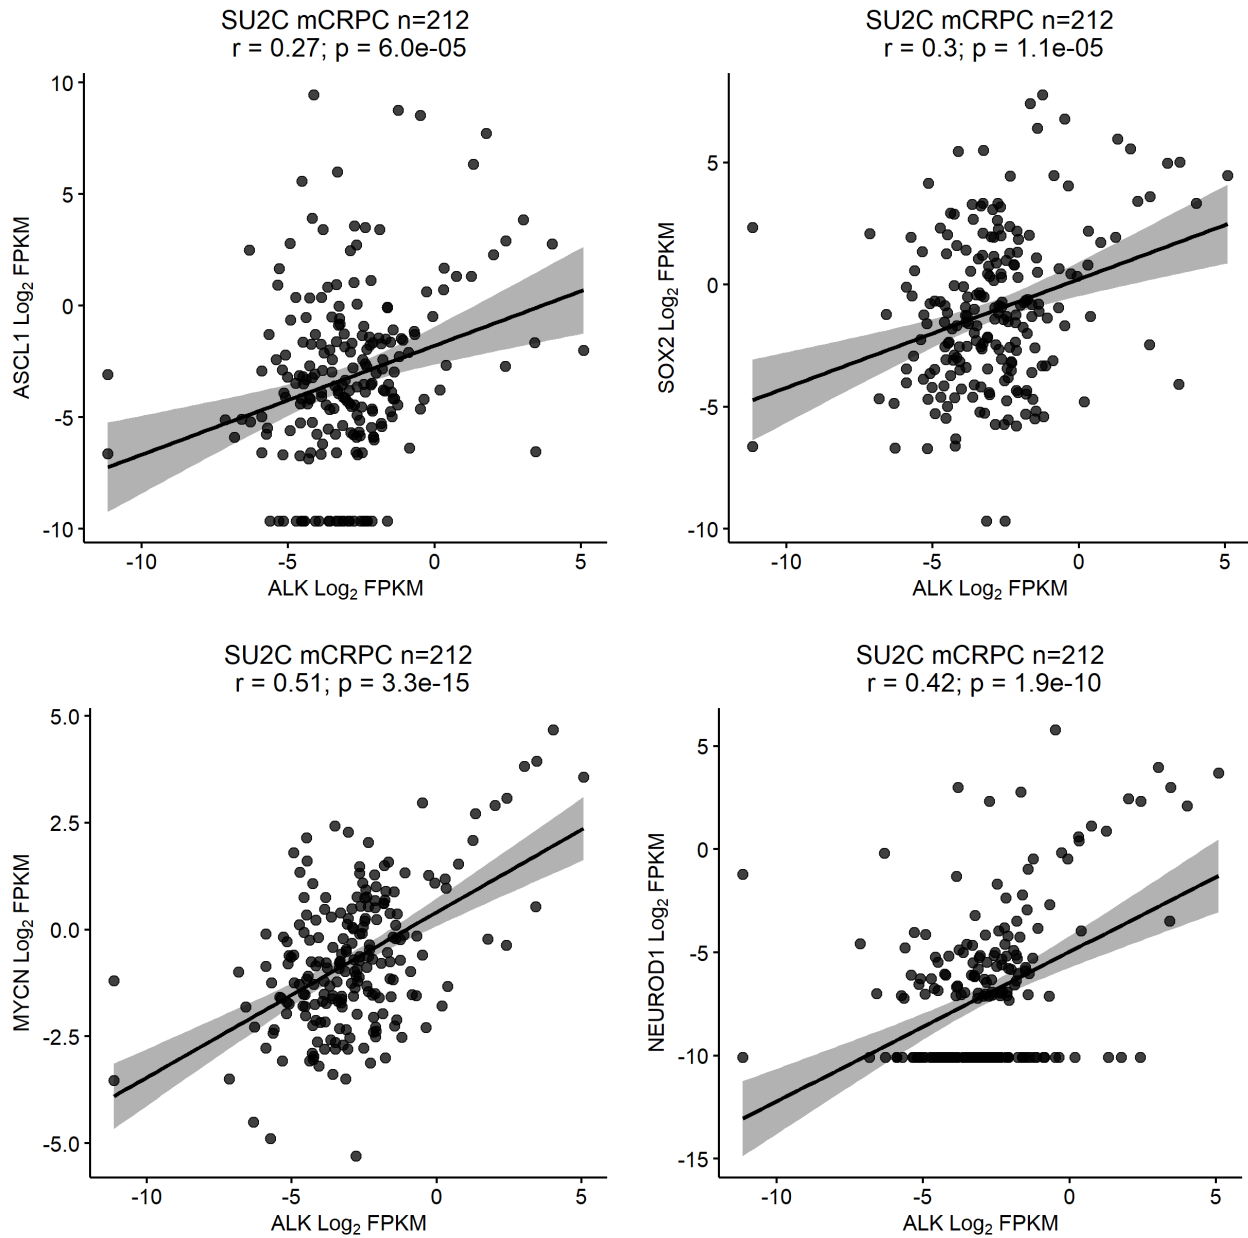 SU2C mCRPC n=212
r = 0.27; p = 6.0e-05
10
5
0
-5
-10
ASCL1 Log2 FPKM
-10 -5 0 5
ALK Log2 FPKM
SU2C mCRPC n=212
r = 0.3; p = 1.1e-05
5
0
-5
-10
SOX2 Log2 FPKM
-10 -5 0 5
ALK Log2 FPKM
SU2C mCRPC n=212
r = 0.51; p = 3.3e-15
5.0
2.5
0.0
-2.5
-5.0
MYCN Log2 FPKM
-10 -5 0 5
ALK Log2 FPKM
SU2C mCRPC n=212
r = 0.42; p = 1.9e-10
5
0
-5
-10
-15
NEUROD1 Log2 FPKM
-10 -5 0 5
ALK Log2 FPKM